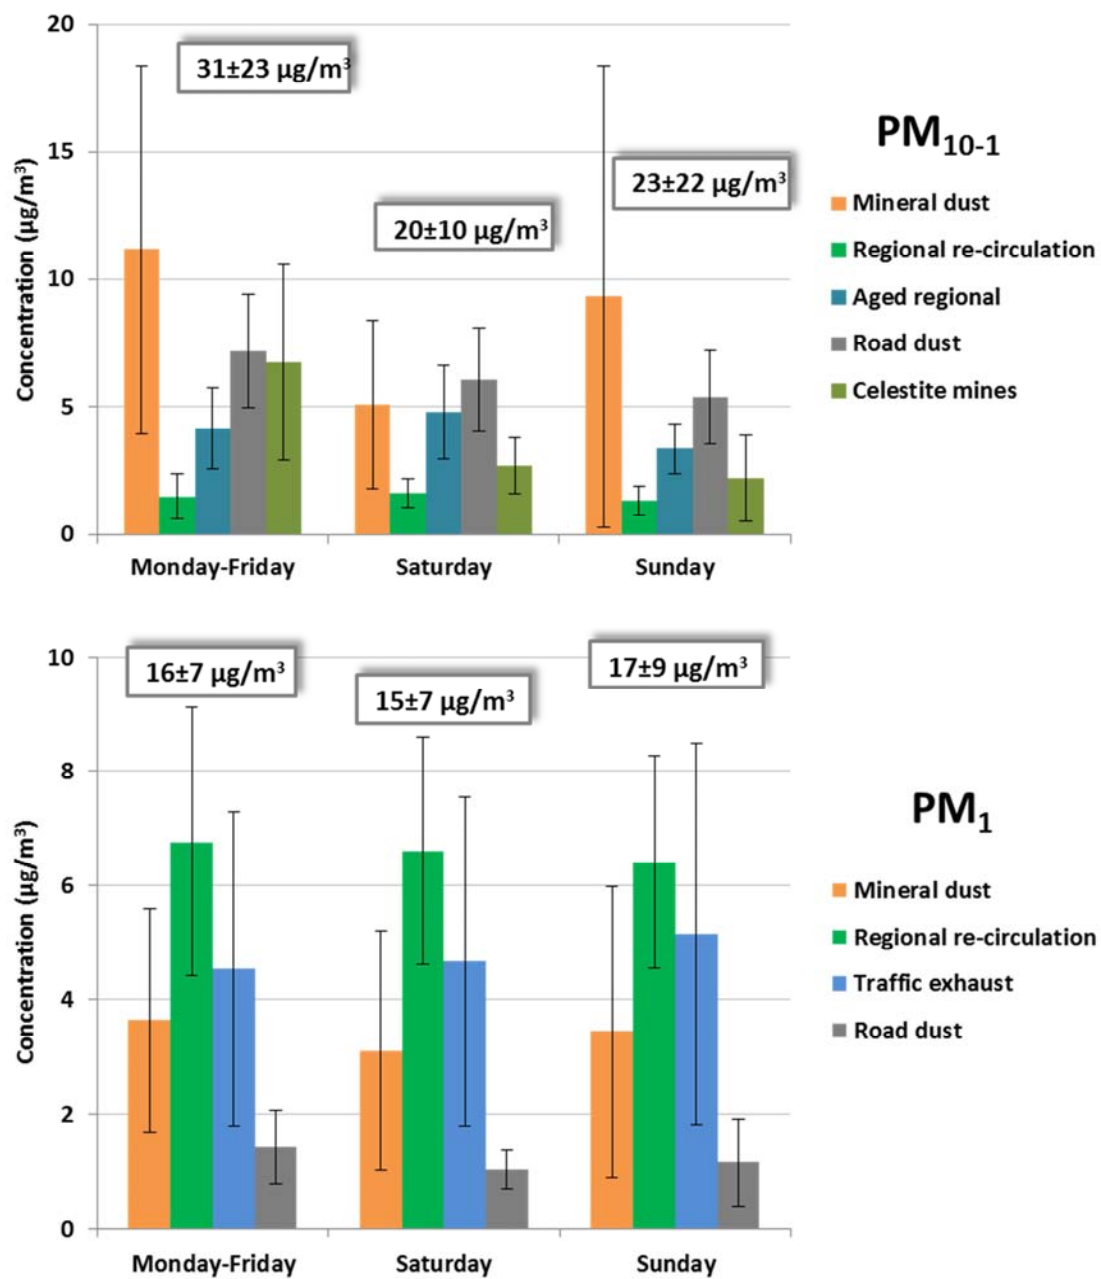 20
31±23 µg/m³
15
23±22 µg/m³
20±10 µg/m³
10
5
0
Concentration (µg/m³)
Monday-Friday Saturday Sunday
PM₁₀₋₁
Mineral dust
Regional re-circulation
Aged regional
Road dust
Celestite mines
10
16±7 µg/m³
15±7 µg/m³
17±9 µg/m³
8
6
4
2
0
Concentration (µg/m³)
Monday-Friday Saturday Sunday
PM₁
Mineral dust
Regional re-circulation
Traffic exhaust
Road dust